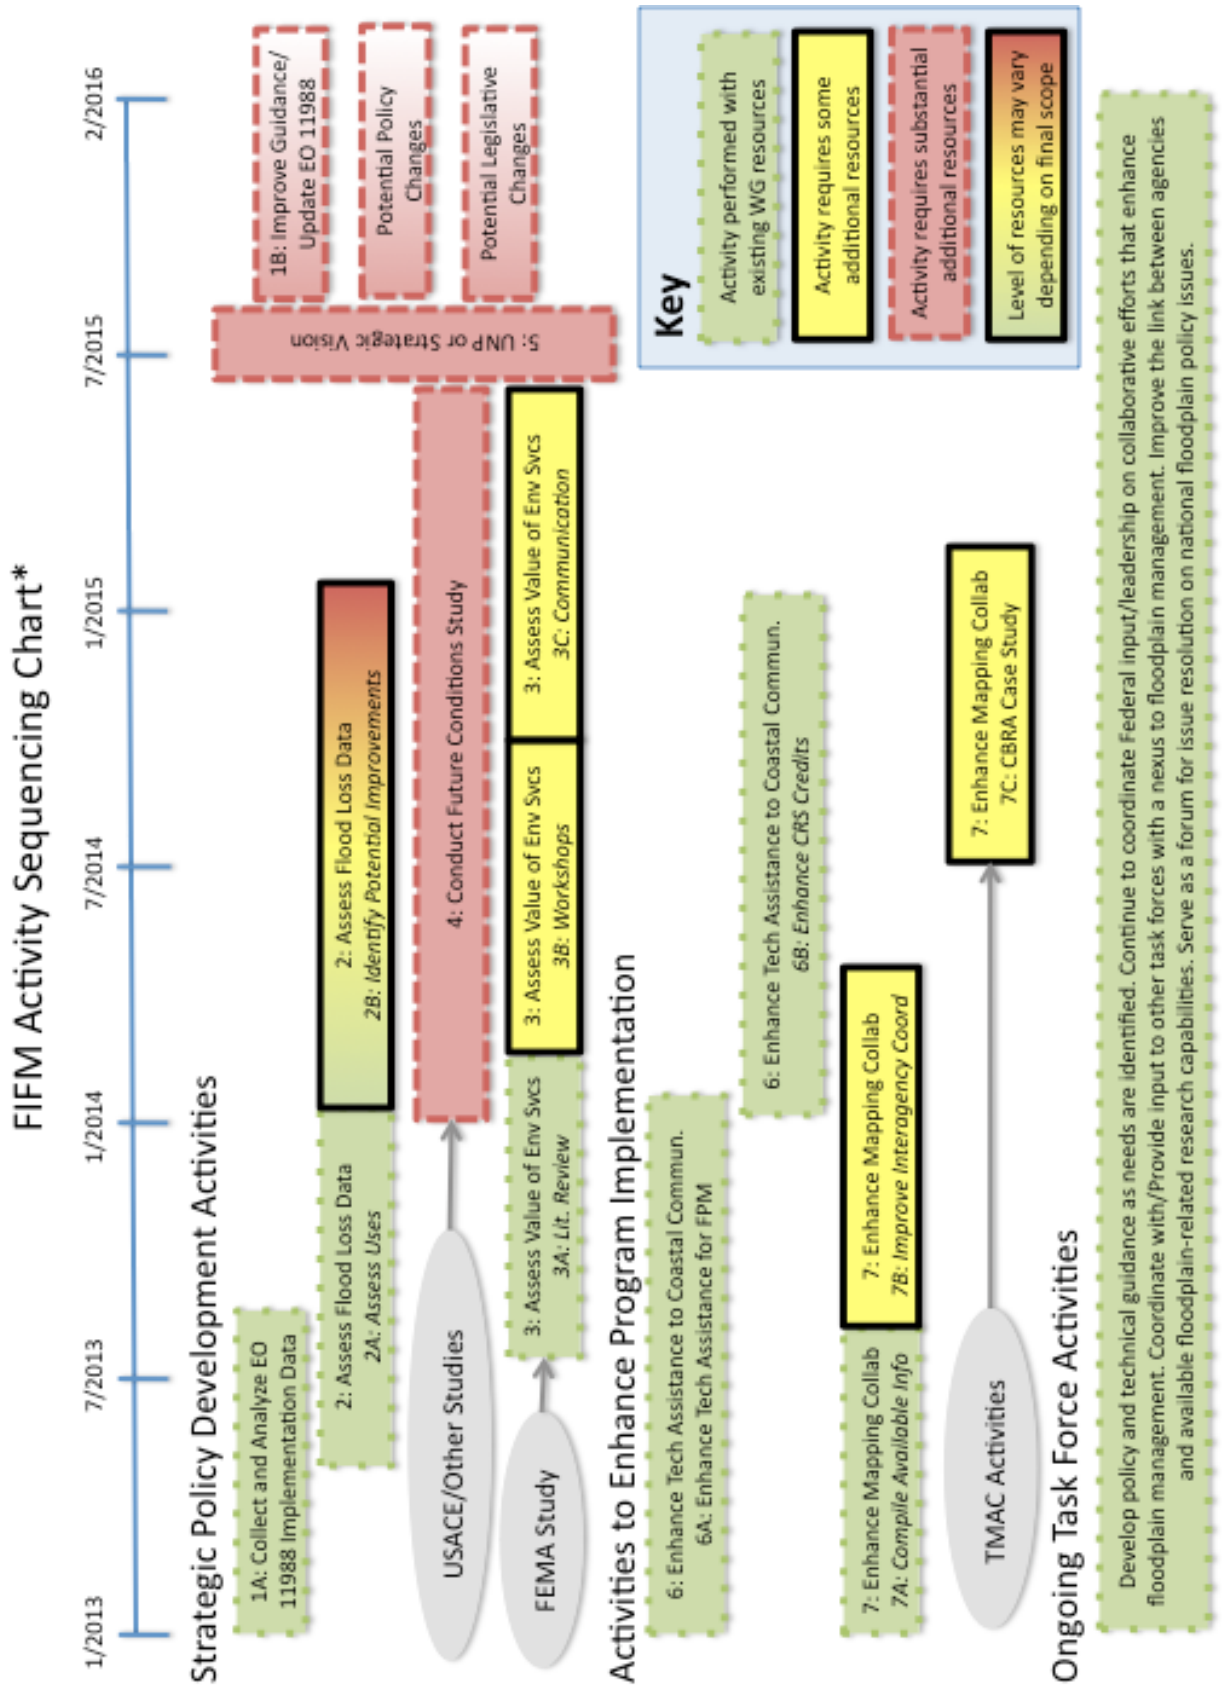 FIFM Activity Sequencing Chart*
1/2013
7/2013
1/2014
7/2014
1/2015
7/2015
2/2016
Strategic Policy Development Activities
1A: Collect and Analyze EO
11988 Implementation Data
2: Assess Flood Loss Data
2A: Assess Uses
2: Assess Flood Loss Data
2B: Identify Potential Improvements
USACE/Other Studies
4: Conduct Future Conditions Study
FEMA Study
3: Assess Value of Env Svcs
3A: Lit. Review
3: Assess Value of Env Svcs
3B: Workshops
3: Assess Value of Env Svcs
3C: Communication
5: UNP or Strategic Vision
1B: Improve Guidance/
Update EO 11988
Potential Policy
Changes
Potential Legislative
Changes
Activities to Enhance Program Implementation
6: Enhance Tech Assistance to Coastal Commun.
6A: Enhance Tech Assistance for FPM
6: Enhance Tech Assistance to Coastal Commun.
6B: Enhance CRS Credits
7: Enhance Mapping Collab
7A: Compile Available Info
7: Enhance Mapping Collab
7B: Improve Interagency Coord
TMAC Activities
7: Enhance Mapping Collab
7C: CBRA Case Study
Key
Activity performed with
existing WG resources
Activity requires some
additional resources
Activity requires substantial
additional resources
Level of resources may vary
depending on final scope
Ongoing Task Force Activities
Develop policy and technical guidance as needs are identified. Continue to coordinate Federal input/leadership on collaborative efforts that enhance
floodplain management. Coordinate with/Provide input to other task forces with a nexus to floodplain management. Improve the link between agencies
and available floodplain-related research capabilities. Serve as a forum for issue resolution on national floodplain policy issues.